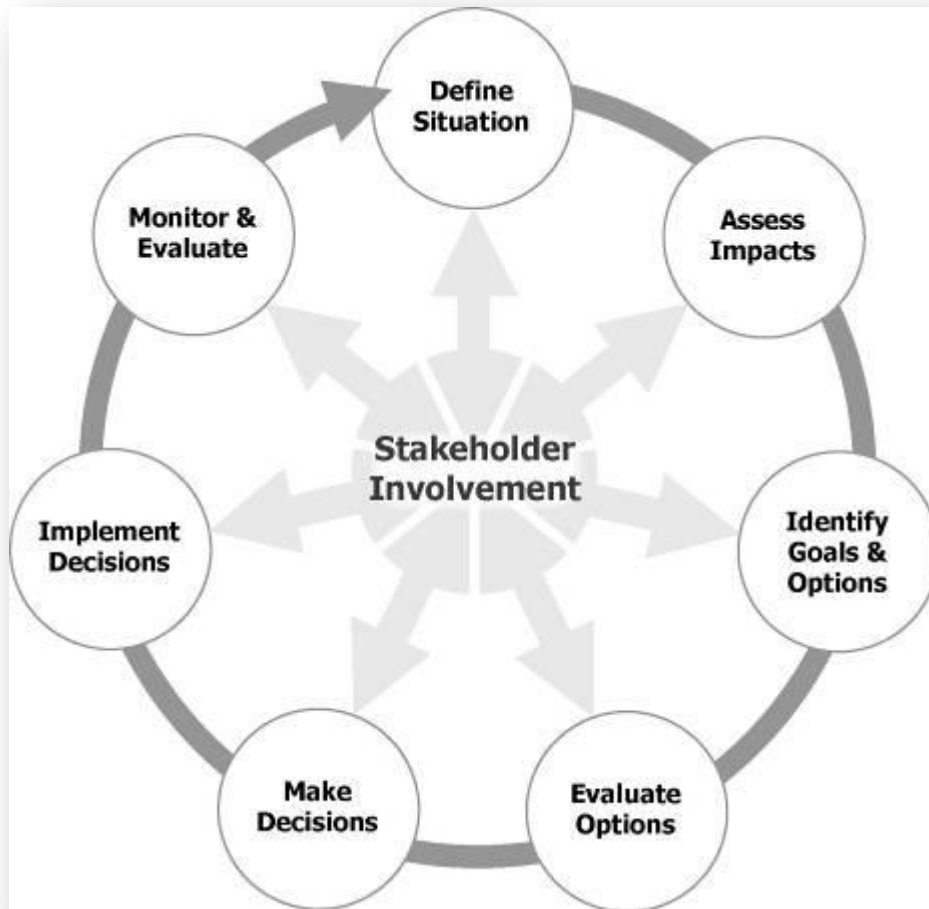 Define
Situation
Assess
Impacts
Identify
Goals &
Options
Evaluate
Options
Make
Decisions
Implement
Decisions
Monitor &
Evaluate
Stakeholder
Involvement